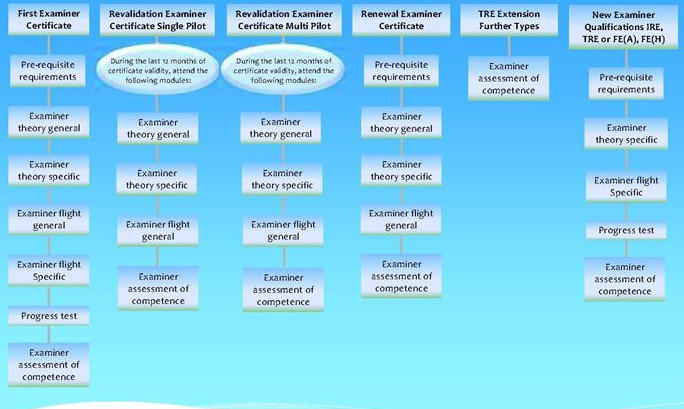 First Examiner
Certificate
Pre-requisite
requirements
Examiner
theory general
Examiner
theory specific
Examiner flight
general
Examiner flight
Specific
Progress test
Examiner
assessment of
competence
Revalidation Examiner
Certificate Single Pilot
During the last 12 months of
certificate validity, attend the
following modules:
Examiner
theory general
Examiner
theory specific
Examiner flight
general
Examiner
assessment of
competence
Revalidation Examiner
Certificate Multi Pilot
During the last 12 months of
certificate validity, attend the
following modules:
Examiner
theory general
Examiner
theory specific
Examiner flight
general
Examiner
assessment of
competence
Renewal Examiner
Certificate
Pre-requisite
requirements
Examiner
theory general
Examiner
theory specific
Examiner flight
general
Examiner
assessment of
competence
TRE Extension
Further Types
Examiner
assessment of
competence
New Examiner
Qualifications IRE,
TRE or FE(A), FE(H)
Pre-requisite
requirements
Examiner
theory specific
Examiner flight
Specific
Progress test
Examiner
assessment of
competence